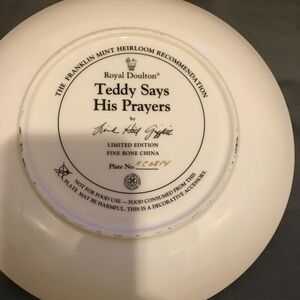 THE FRANKLIN MINT HEIRLOOM RECOMMENDATION
Royal Doulton®
Teddy Says
His Prayers
by
LIMITED EDITION
FINE BONE CHINA
Plate No.
NOT FOR FOOD USE — FOOD CONSUMED FROM THIS
PLATE MAY BE HARMFUL. THIS IS A DECORATIVE ACCESSORY.